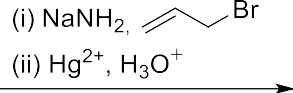 (i) NaNH₂, Br
(ii) Hg²⁺, H₃O⁺